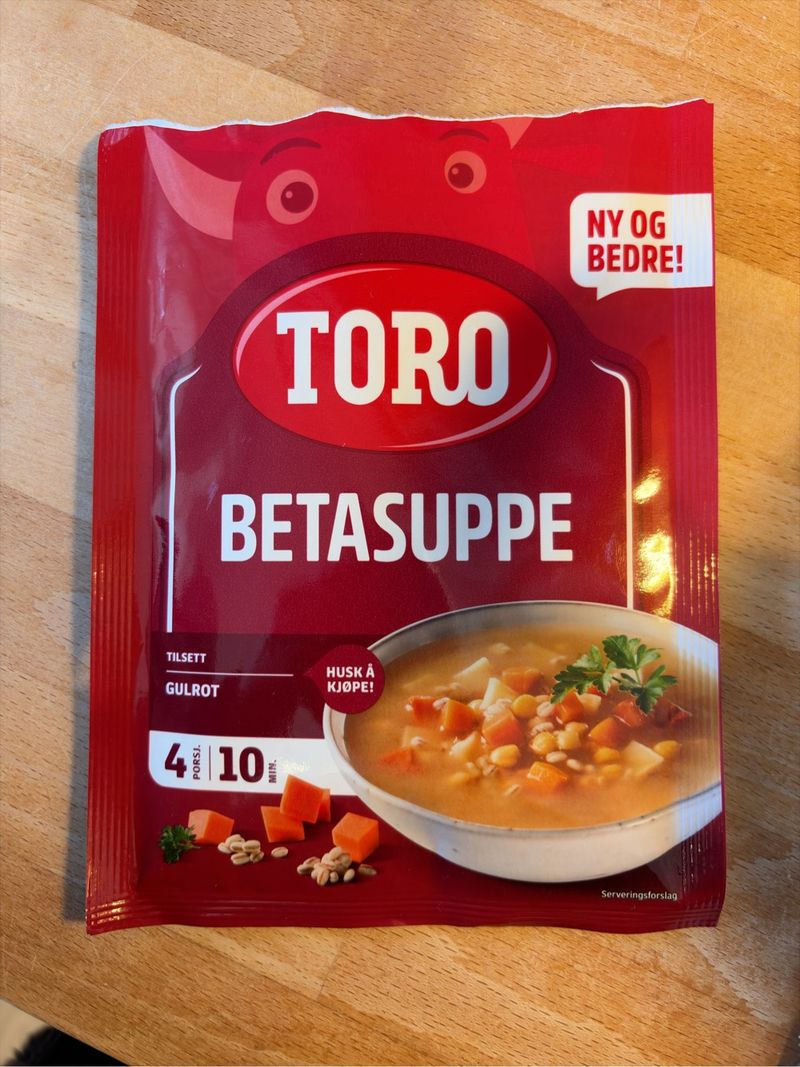 NY OG
BEDRE!
TORO
BETASUPPE
TILSETT
GULROT
HUSK Å
KJØPE!
4 PORSJ. 10 MIN.
Serveringsforslag